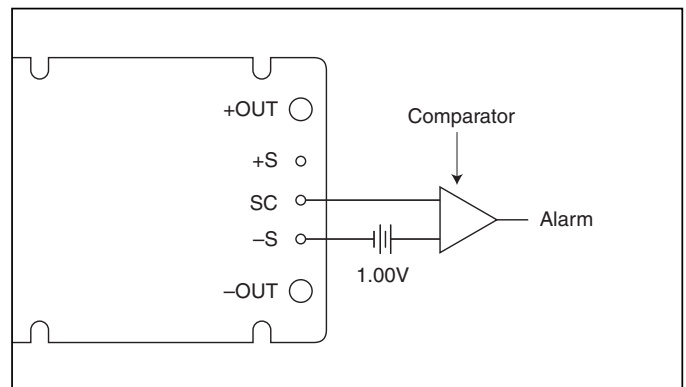 +OUT
Comparator
+S
SC
Alarm
–S
1.00V
–OUT